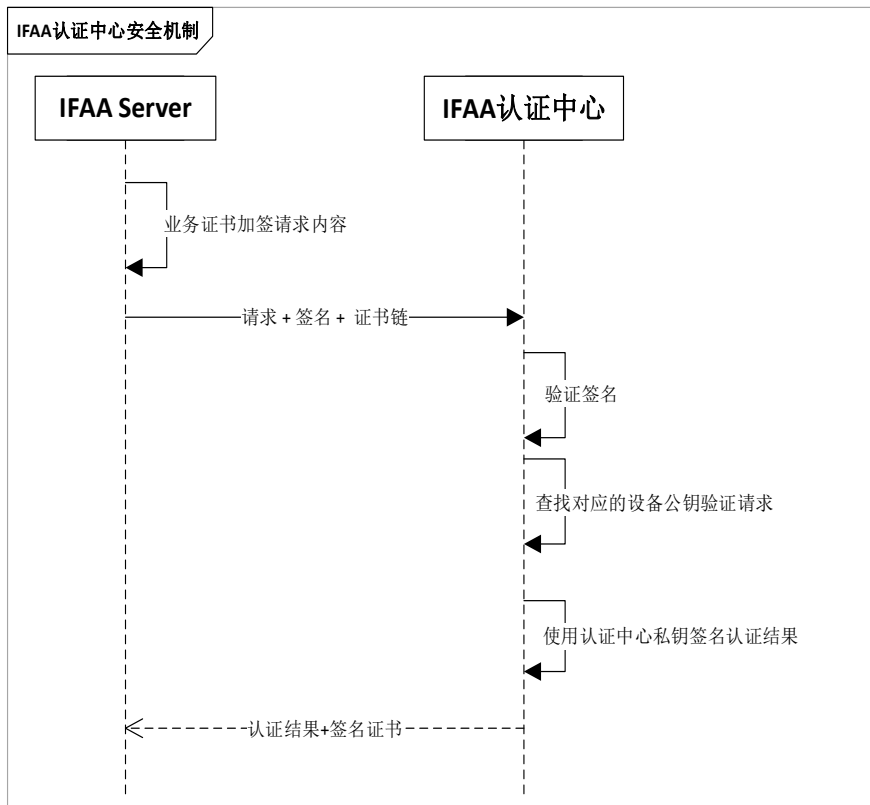 IFAA认证中心安全机制
IFAA Server
IFAA认证中心
业务证书加签请求内容
请求 + 签名 + 证书链
验证签名
查找对应的设备公钥验证请求
使用认证中心私钥签名认证结果
认证结果+签名证书